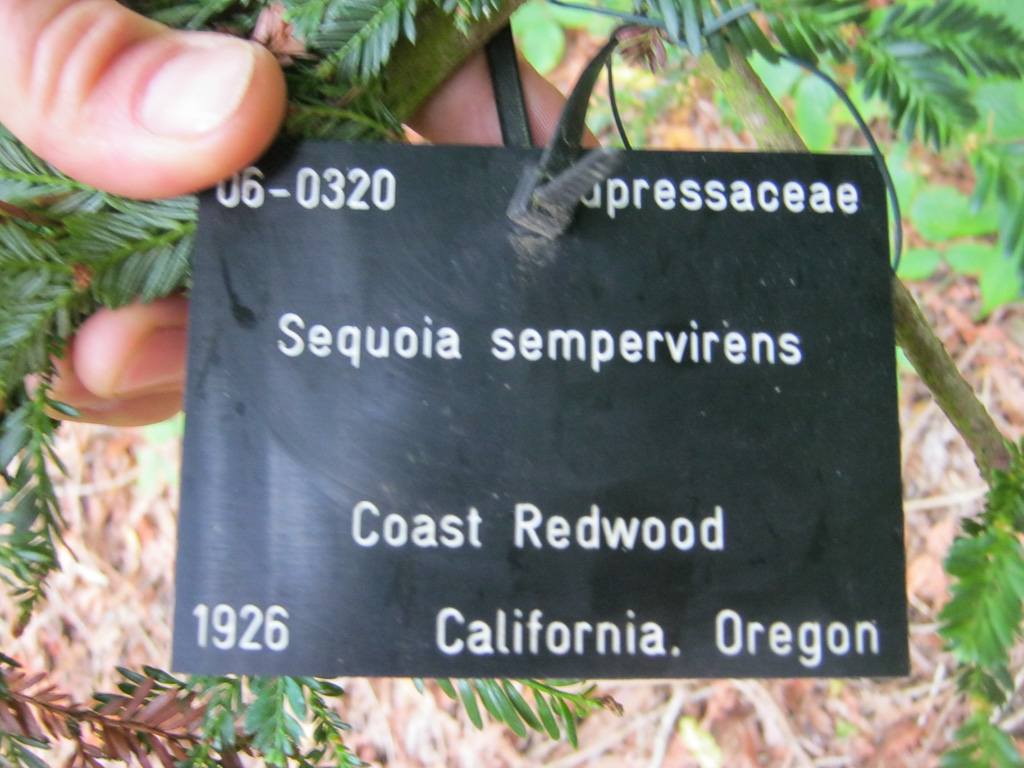 06-0320 upressaceae
Sequoia sempervirens
Coast Redwood
1926 California. Oregon